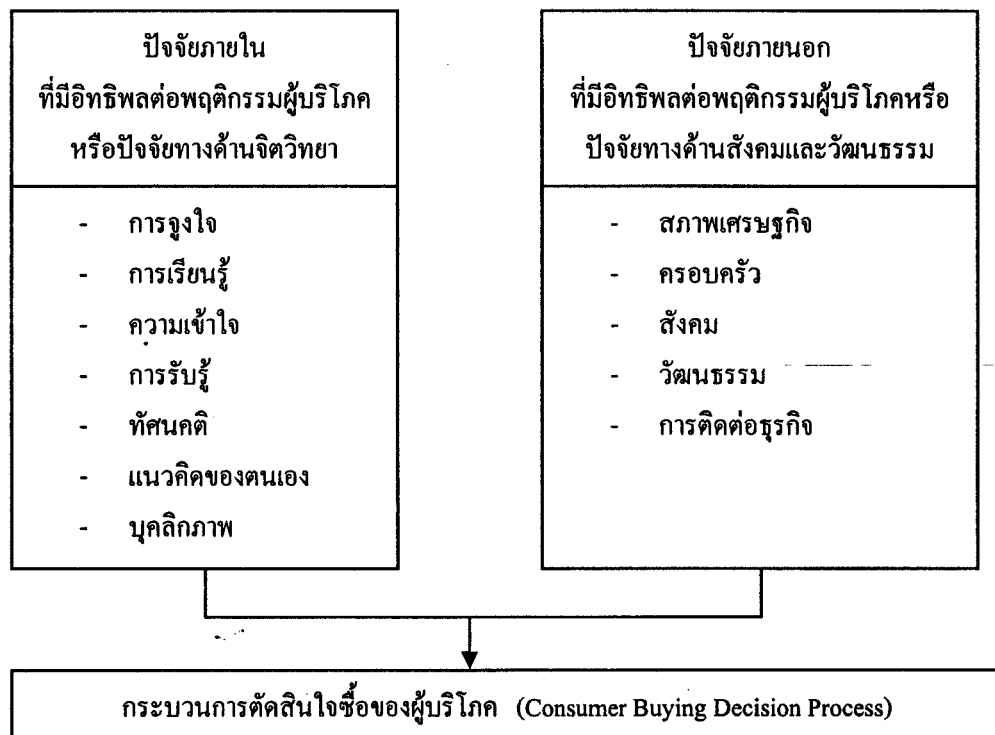 ปัจจัยภายใน
ที่มีอิทธิพลต่อพฤติกรรมผู้บริโภค
หรือปัจจัยทางด้านจิตวิทยา
- การจูงใจ
- การเรียนรู้
- ความเข้าใจ
- การรับรู้
- ทัศนคติ
- แนวคิดของตนเอง
- บุคลิกภาพ
ปัจจัยภายนอก
ที่มีอิทธิพลต่อพฤติกรรมผู้บริโภคหรือ
ปัจจัยทางด้านสังคมและวัฒนธรรม
- สภาพเศรษฐกิจ
- ครอบครัว
- สังคม
- วัฒนธรรม
- การติดต่อธุรกิจ
กระบวนการตัดสินใจซื้อของผู้บริโภค (Consumer Buying Decision Process)